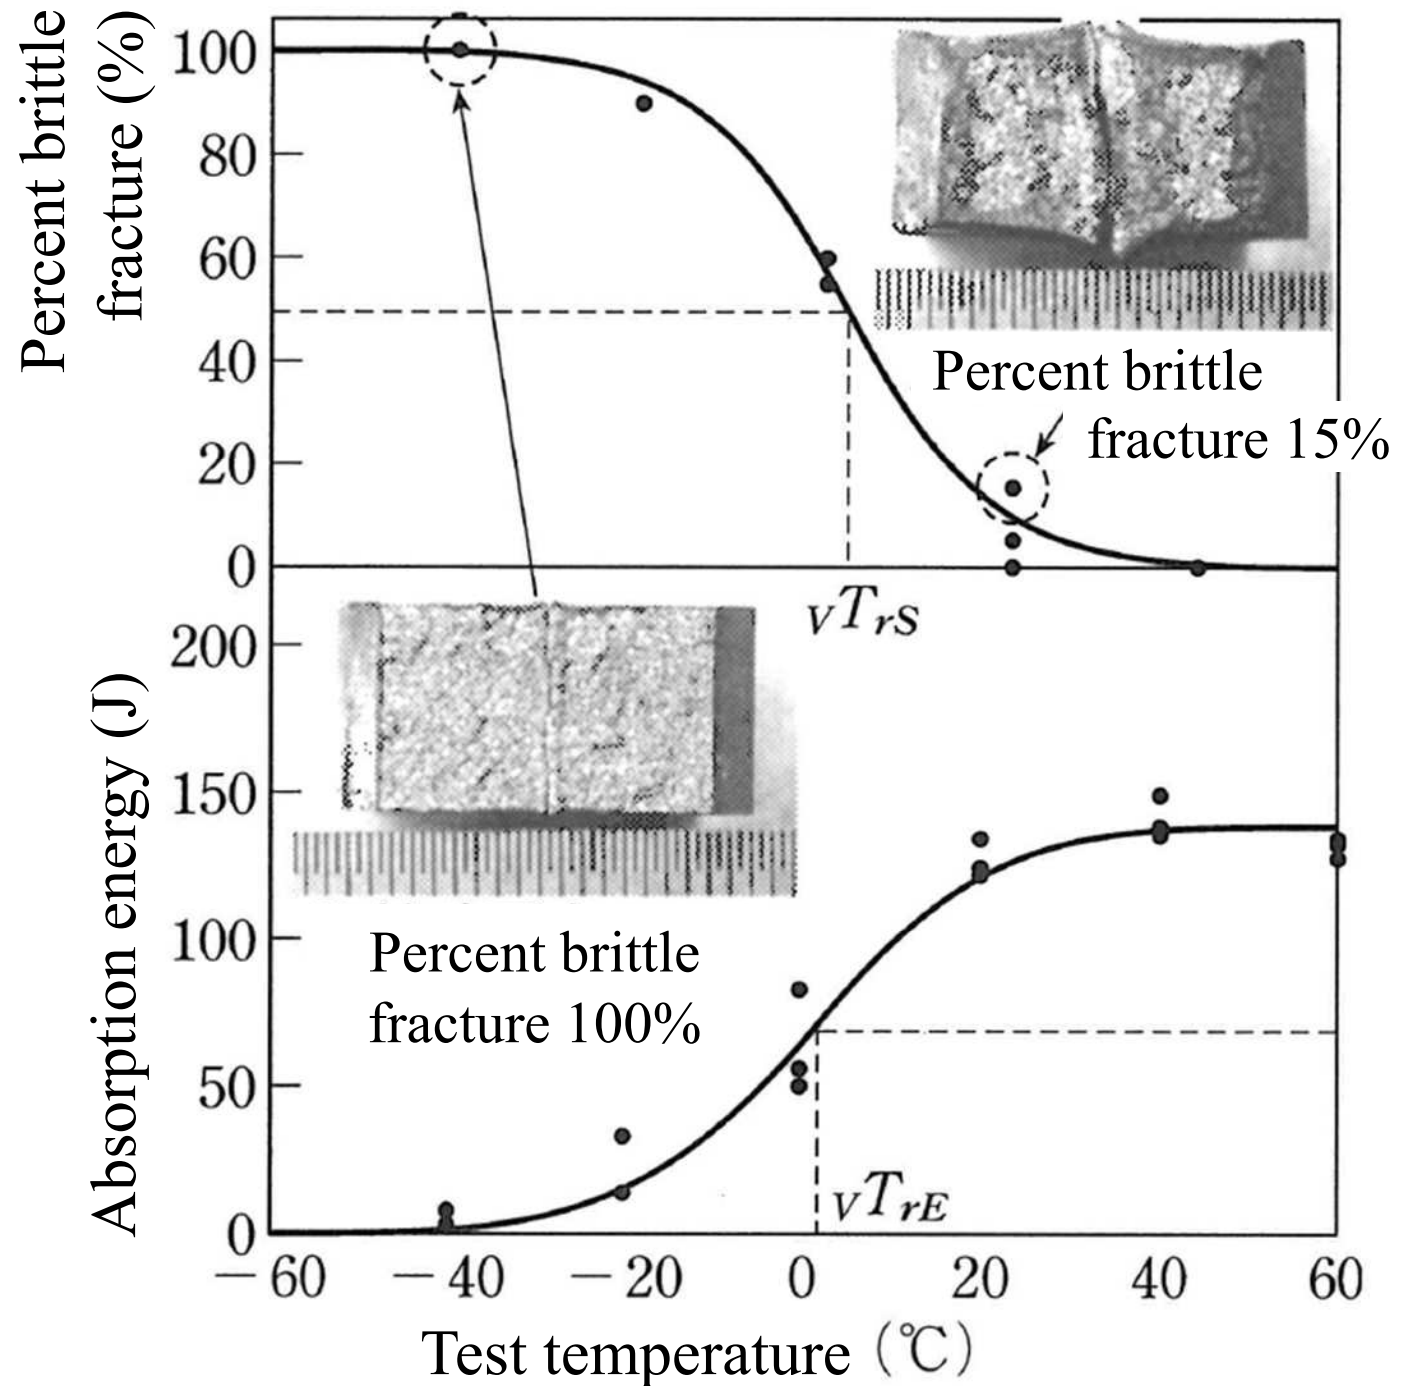 Percent brittle
fracture (%)
100
80
60
40
20
0
Percent brittle
fracture 15%
VTrS
Absorption energy (J)
200
150
100
50
0
Percent brittle
fracture 100%
VTrE
−60 −40 −20 0 20 40 60
Test temperature (℃)